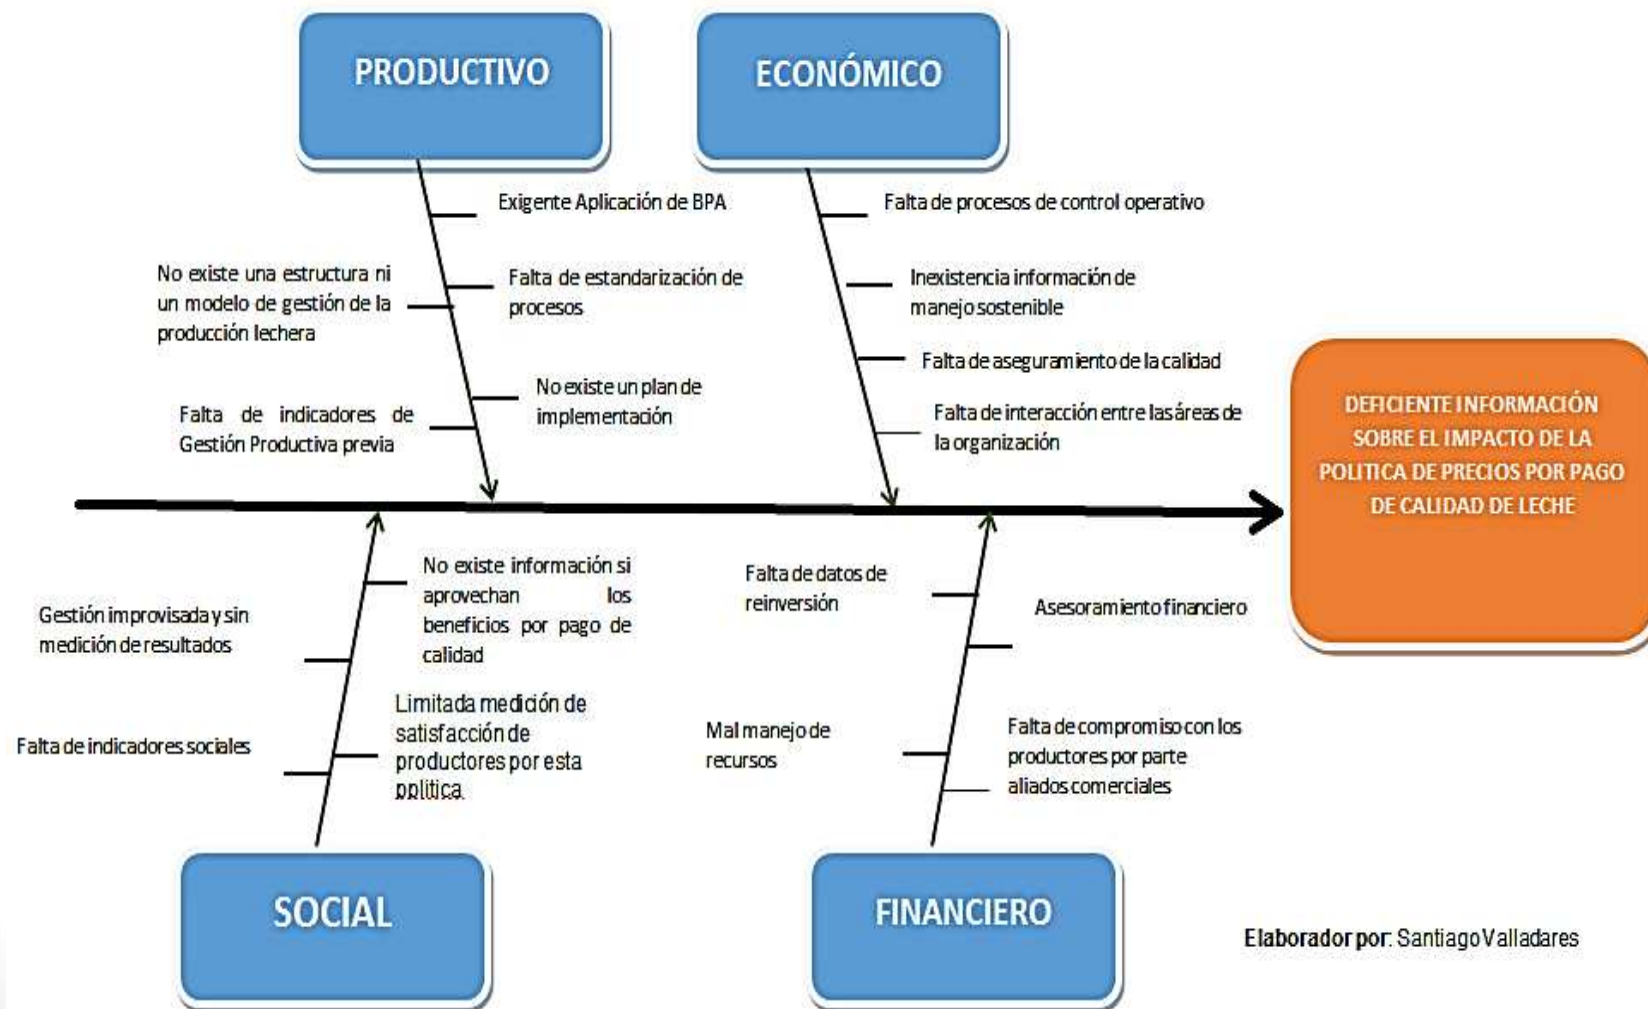 PRODUCTIVO
ECONÓMICO
Exigente Aplicación de BPA
No existe una estructura ni
un modelo de gestión de la
producción lechera
Falta de estandarización de
procesos
No existe un plan de
implementación
Falta de indicadores de
Gestión Productiva previa
Falta de procesos de control operativo
Inexistencia información de
manejo sostenible
Falta de aseguramiento de la calidad
Falta de interacción entre las áreas de
la organización
DEFICIENTE INFORMACIÓN
SOBRE EL IMPACTO DE LA
POLITICA DE PRECIOS POR PAGO
DE CALIDAD DE LECHE
No existe información si
aprovechan los
beneficios por pago de
calidad
Gestión improvisada y sin
medición de resultados
Limitada medición de
satisfacción de
productores por esta
política
Falta de indicadores sociales
Falta de datos de
reinversión
Asesoramiento financiero
Mal manejo de
recursos
Falta de compromiso con los
productores por parte
aliados comerciales
SOCIAL
FINANCIERO
Elaborador por: Santiago Valladares